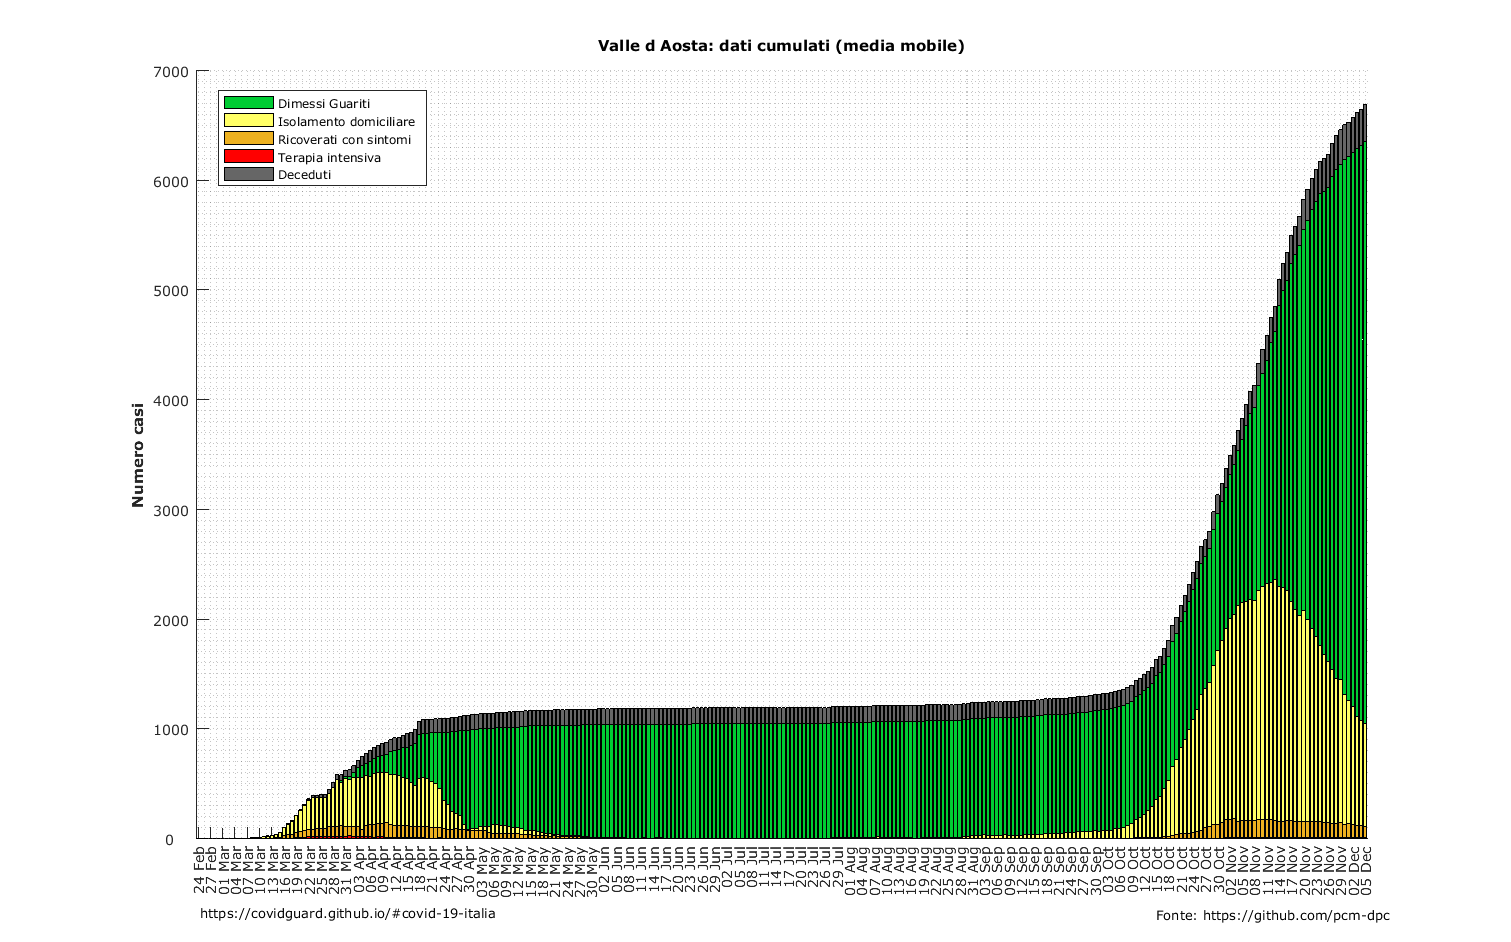 Valle d Aosta: dati cumulati (media mobile)
7000
6000
5000
4000
3000
2000
1000
0
Numero casi
Dimessi Guariti
Isolamento domiciliare
Ricoverati con sintomi
Terapia intensiva
Deceduti
24 Feb
27 Feb
01 Mar
04 Mar
07 Mar
10 Mar
13 Mar
16 Mar
19 Mar
22 Mar
25 Mar
28 Mar
31 Mar
03 Apr
06 Apr
09 Apr
12 Apr
15 Apr
18 Apr
21 Apr
24 Apr
27 Apr
30 Apr
03 May
06 May
09 May
12 May
15 May
18 May
21 May
24 May
27 May
30 May
02 Jun
05 Jun
08 Jun
11 Jun
14 Jun
17 Jun
20 Jun
23 Jun
26 Jun
29 Jun
02 Jul
05 Jul
08 Jul
11 Jul
14 Jul
17 Jul
20 Jul
23 Jul
26 Jul
29 Jul
01 Aug
04 Aug
07 Aug
10 Aug
13 Aug
16 Aug
19 Aug
22 Aug
25 Aug
28 Aug
31 Aug
03 Sep
06 Sep
09 Sep
12 Sep
15 Sep
18 Sep
21 Sep
24 Sep
27 Sep
30 Sep
03 Oct
06 Oct
09 Oct
12 Oct
15 Oct
18 Oct
21 Oct
24 Oct
27 Oct
30 Oct
02 Nov
05 Nov
08 Nov
11 Nov
14 Nov
17 Nov
20 Nov
23 Nov
26 Nov
29 Nov
02 Dec
05 Dec
https://covidguard.github.io/#covid-19-italia
Fonte: https://github.com/pcm-dpc